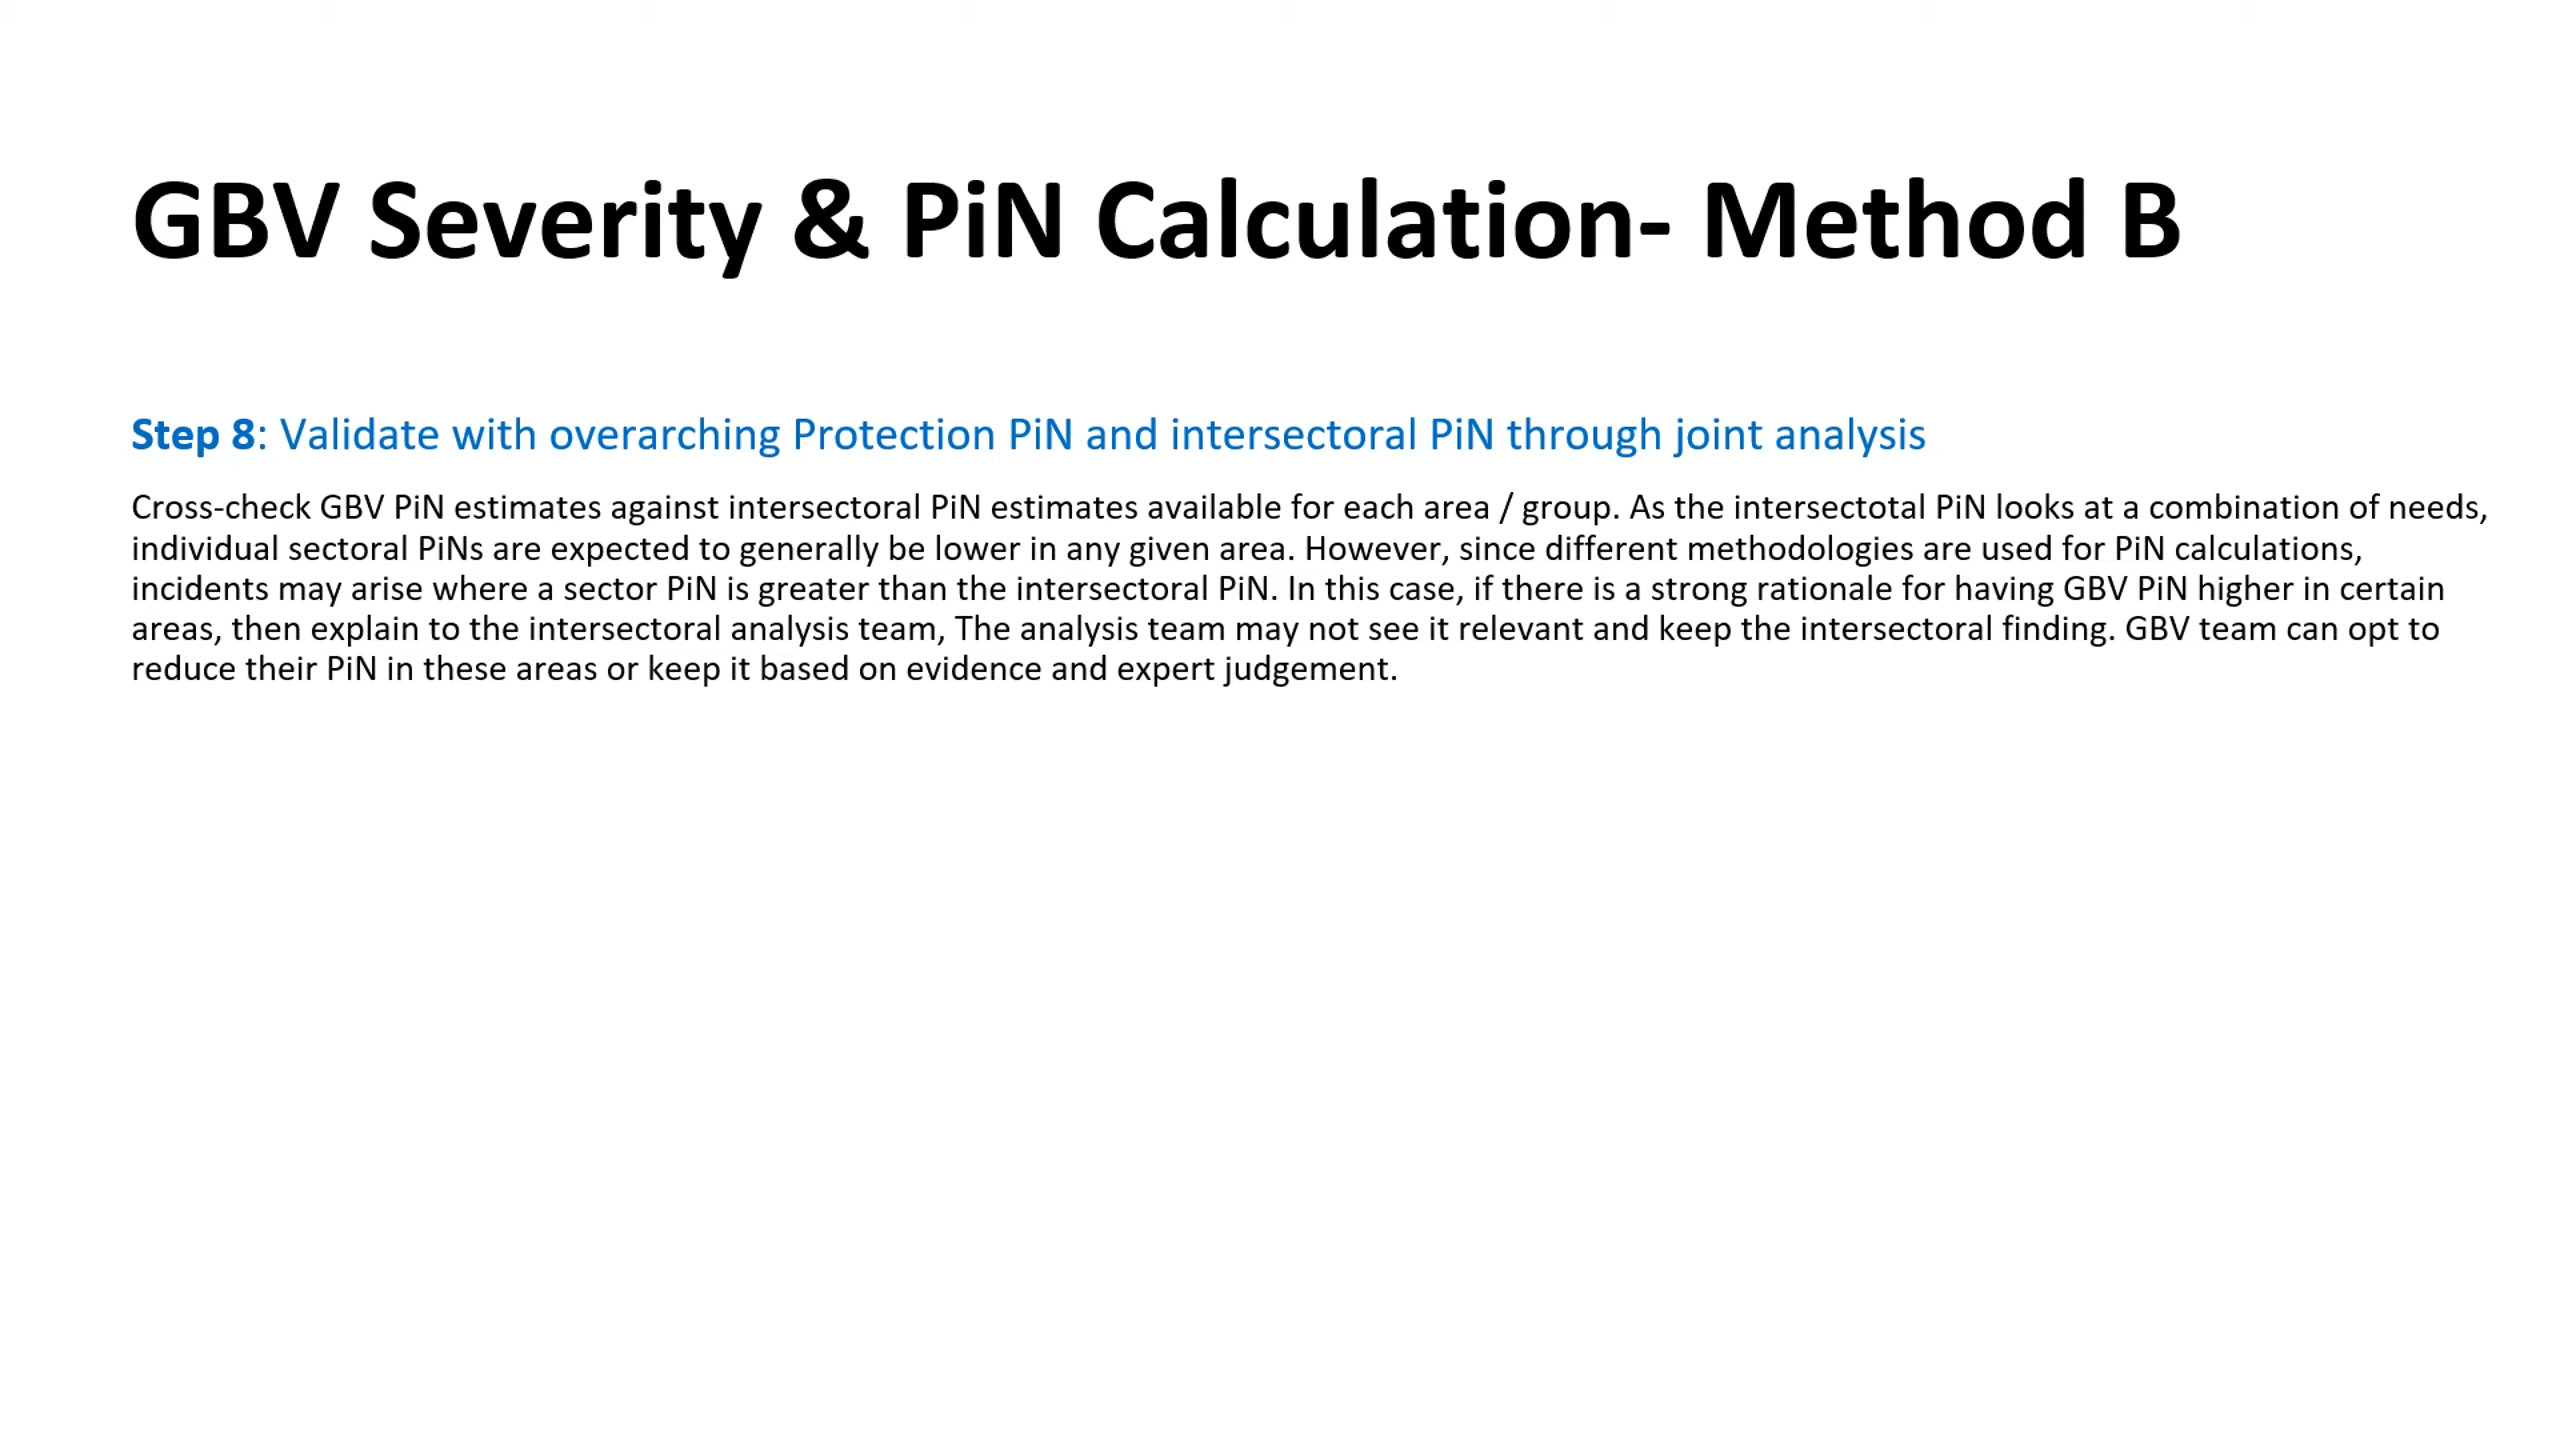 GBV Severity & PiN Calculation- Method B
Step 8: Validate with overarching Protection PiN and intersectoral PiN through joint analysis
Cross-check GBV PiN estimates against intersectoral PiN estimates available for each area / group. As the intersectotal PiN looks at a combination of needs,
individual sectoral PiNs are expected to generally be lower in any given area. However, since different methodologies are used for PiN calculations,
incidents may arise where a sector PiN is greater than the intersectoral PiN. In this case, if there is a strong rationale for having GBV PiN higher in certain
areas, then explain to the intersectoral analysis team, The analysis team may not see it relevant and keep the intersectoral finding. GBV team can opt to
reduce their PiN in these areas or keep it based on evidence and expert judgement.